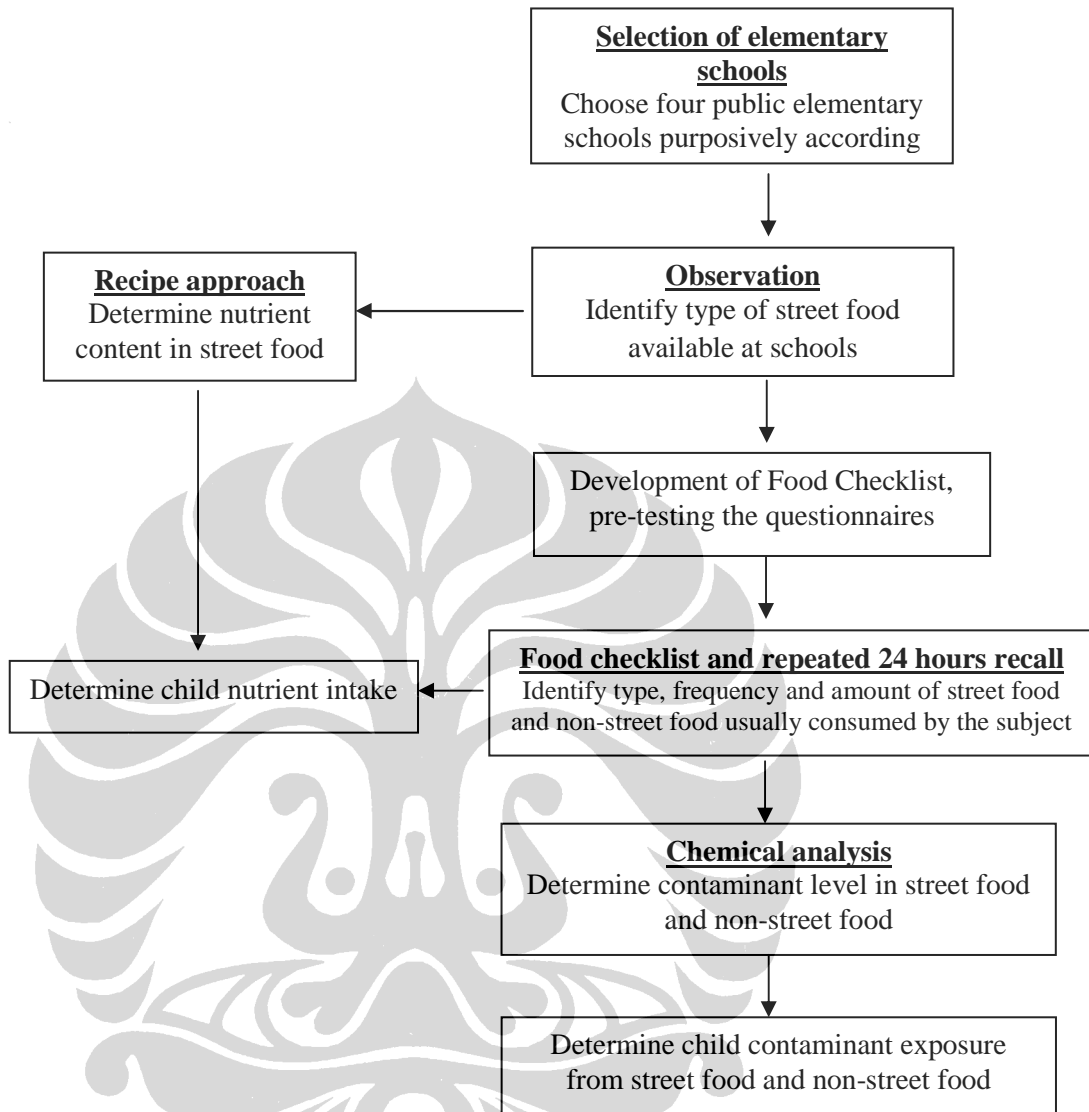 Selection of elementary
schools
Choose four public elementary
schools purposively according
Recipe approach
Determine nutrient
content in street food
Observation
Identify type of street food
available at schools
Development of Food Checklist,
pre-testing the questionnaires
Determine child nutrient intake
Food checklist and repeated 24 hours recall
Identify type, frequency and amount of street food
and non-street food usually consumed by the subject
Chemical analysis
Determine contaminant level in street food
and non-street food
Determine child contaminant exposure
from street food and non-street food